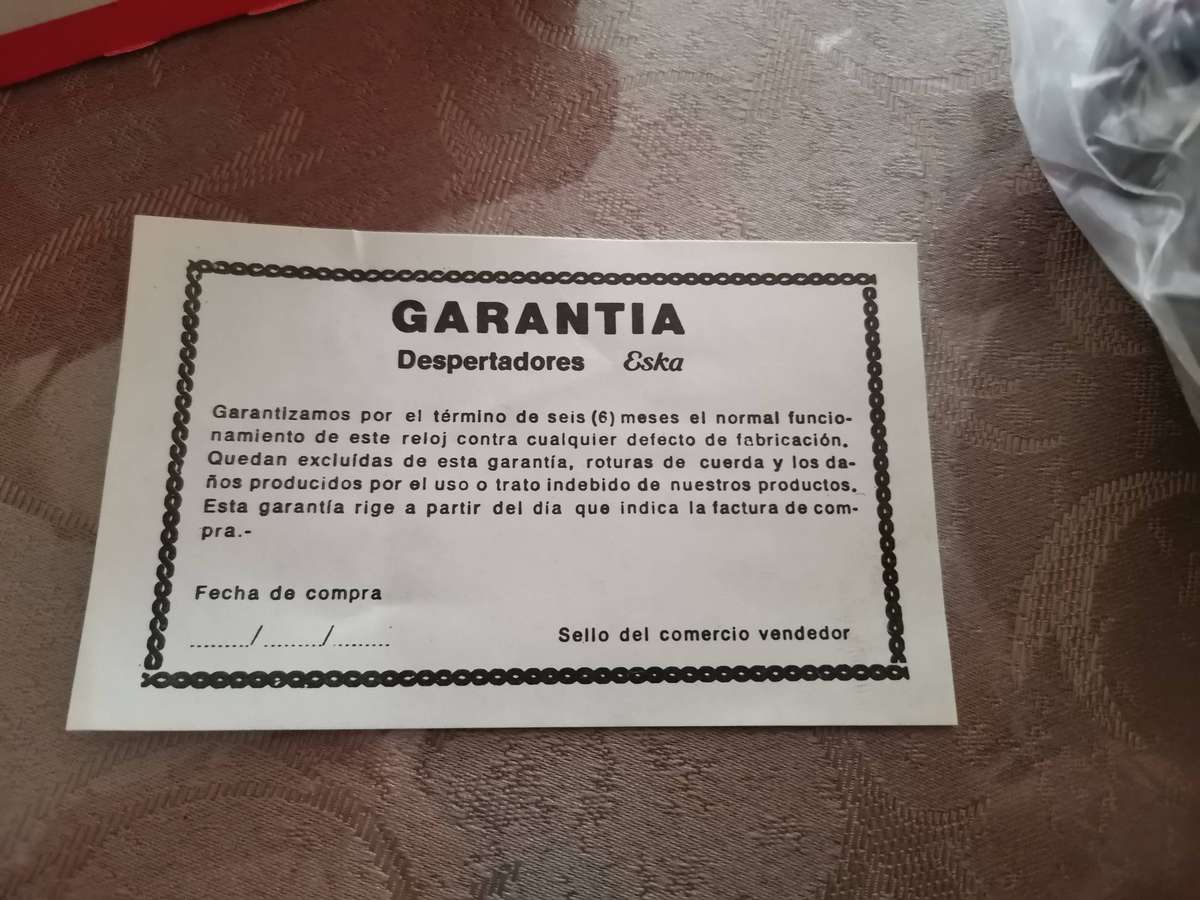 GARANTIA
Despertadores Eska
Garantizamos por el término de seis (6) meses el normal funcio-
namiento de este reloj contra cualquier defecto de fabricación.
Quedan excluídas de esta garantía, roturas de cuerda y los da-
ños producidos por el uso o trato indebido de nuestros productos.
Esta garantía rige a partir del día que indica la factura de com-
pra.-
Fecha de compra
......../......../........
Sello del comercio vendedor